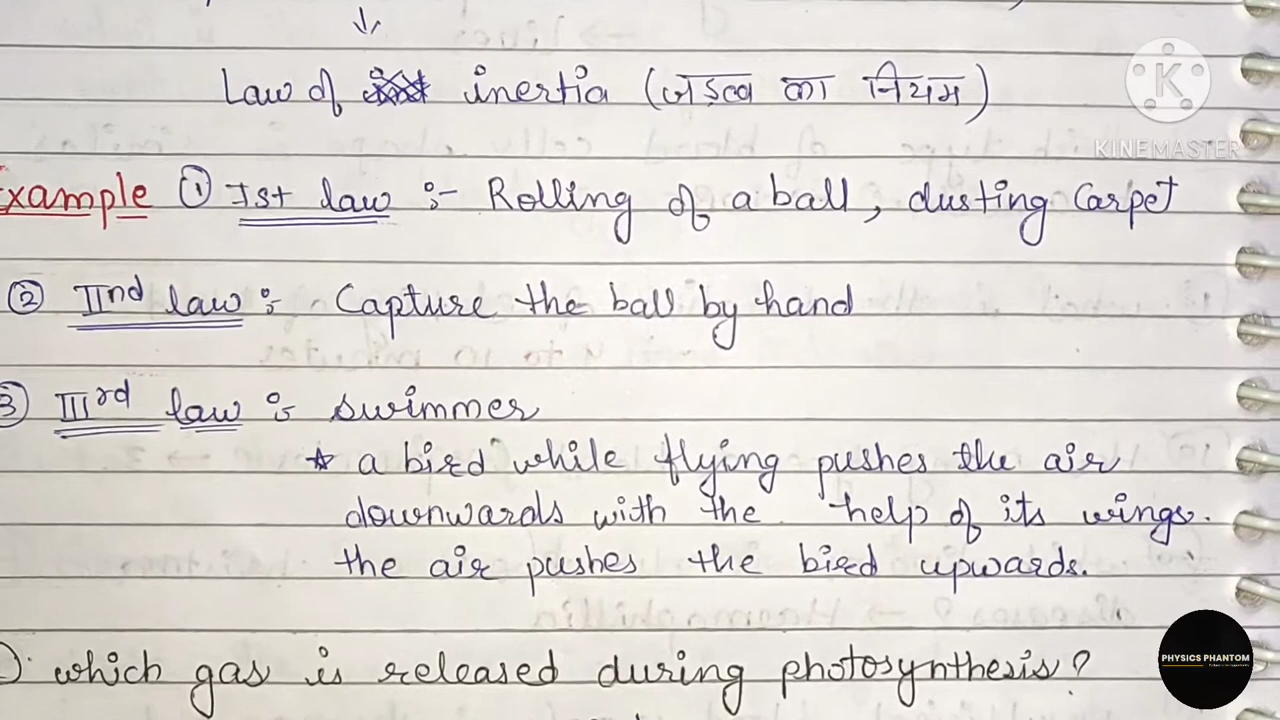 Law of inertia (जड़त्व का नियम)
KINEMASTER
Example ① Ist law :- Rolling of a ball, dusting Carpet
② IInd law :- Capture the ball by hand
③ IIIrd law :- swimmer
☆ a bird while flying pushes the air
downwards with the help of its wings.
the air pushes the bird upwards.
which gas is released during photosynthesis?
PHYSICS PHANTOM